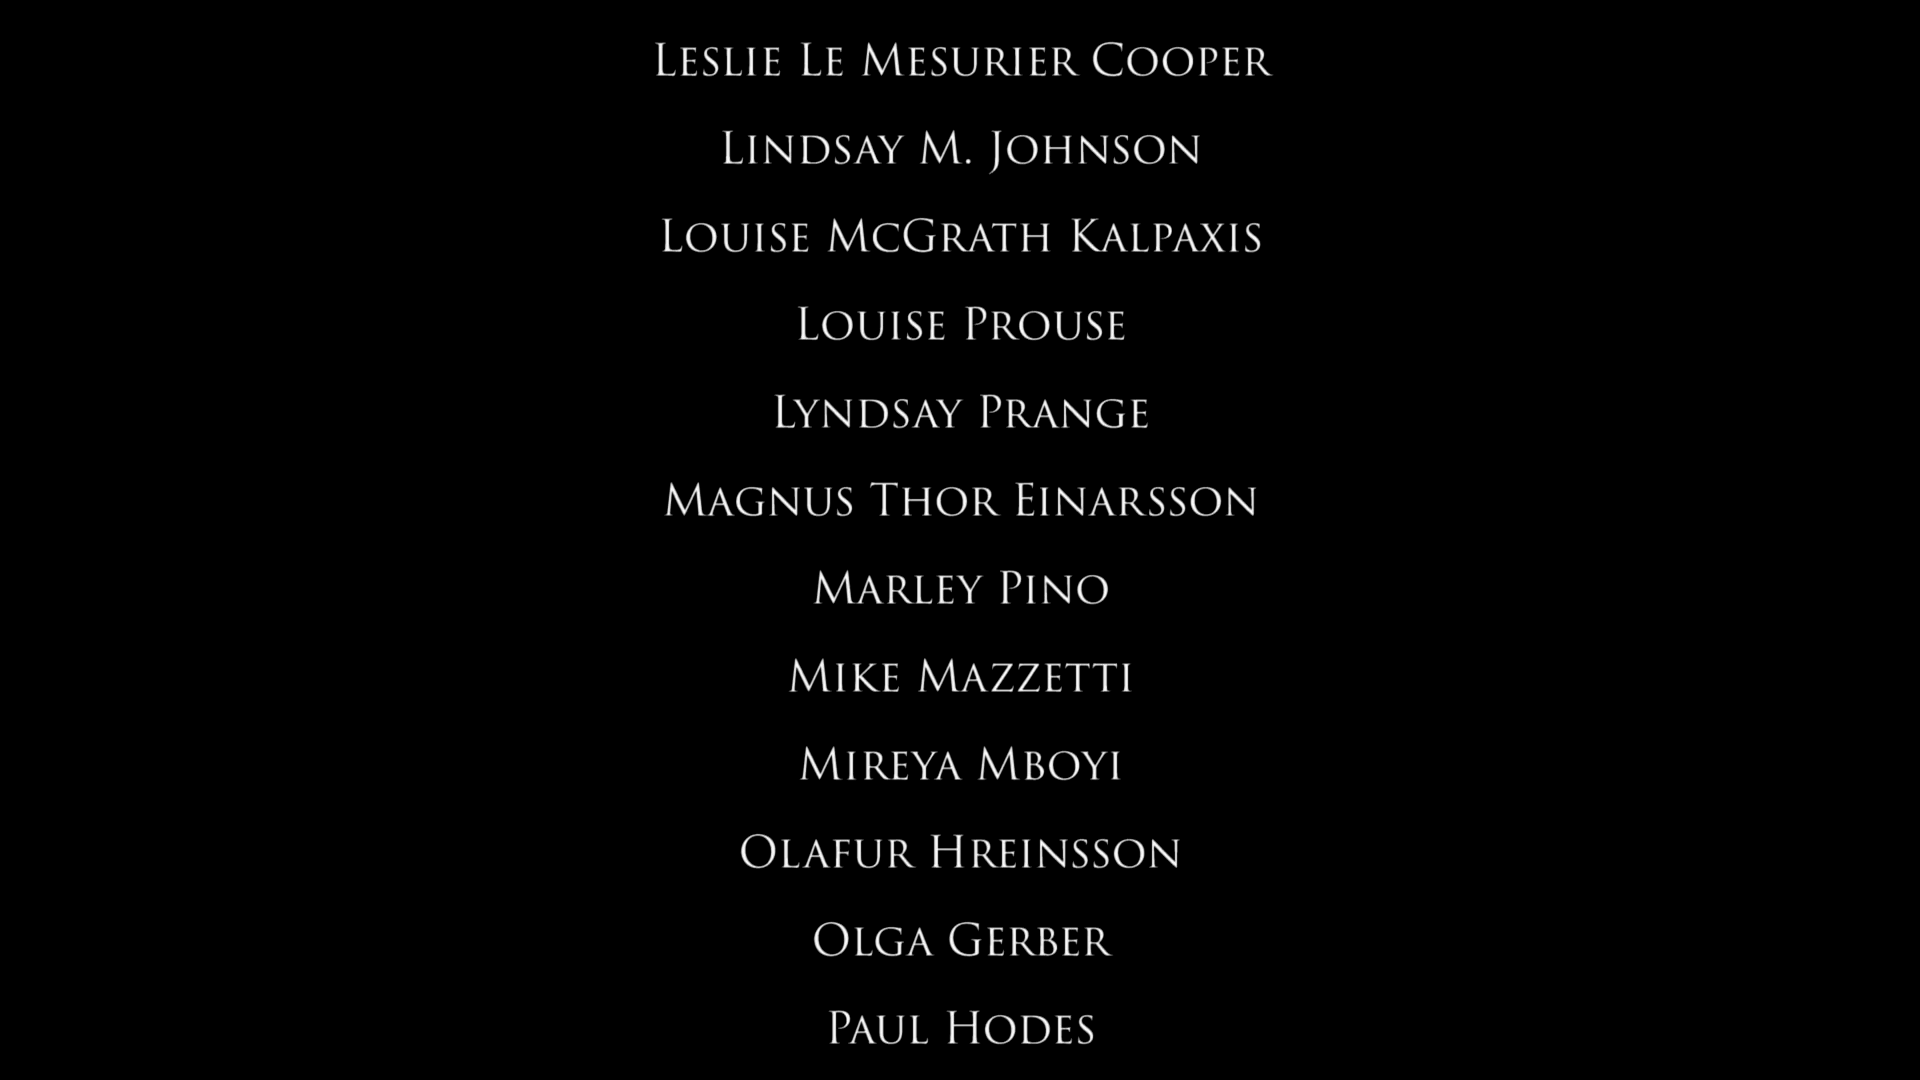 Leslie Le Mesurier Cooper
Lindsay M. Johnson
Louise McGrath Kalpaxis
Louise Prouse
Lyndsay Prange
Magnus Thor Einarsson
Marley Pino
Mike Mazzetti
Mireya Mboyi
Olafur Hreinsson
Olga Gerber
Paul Hodes